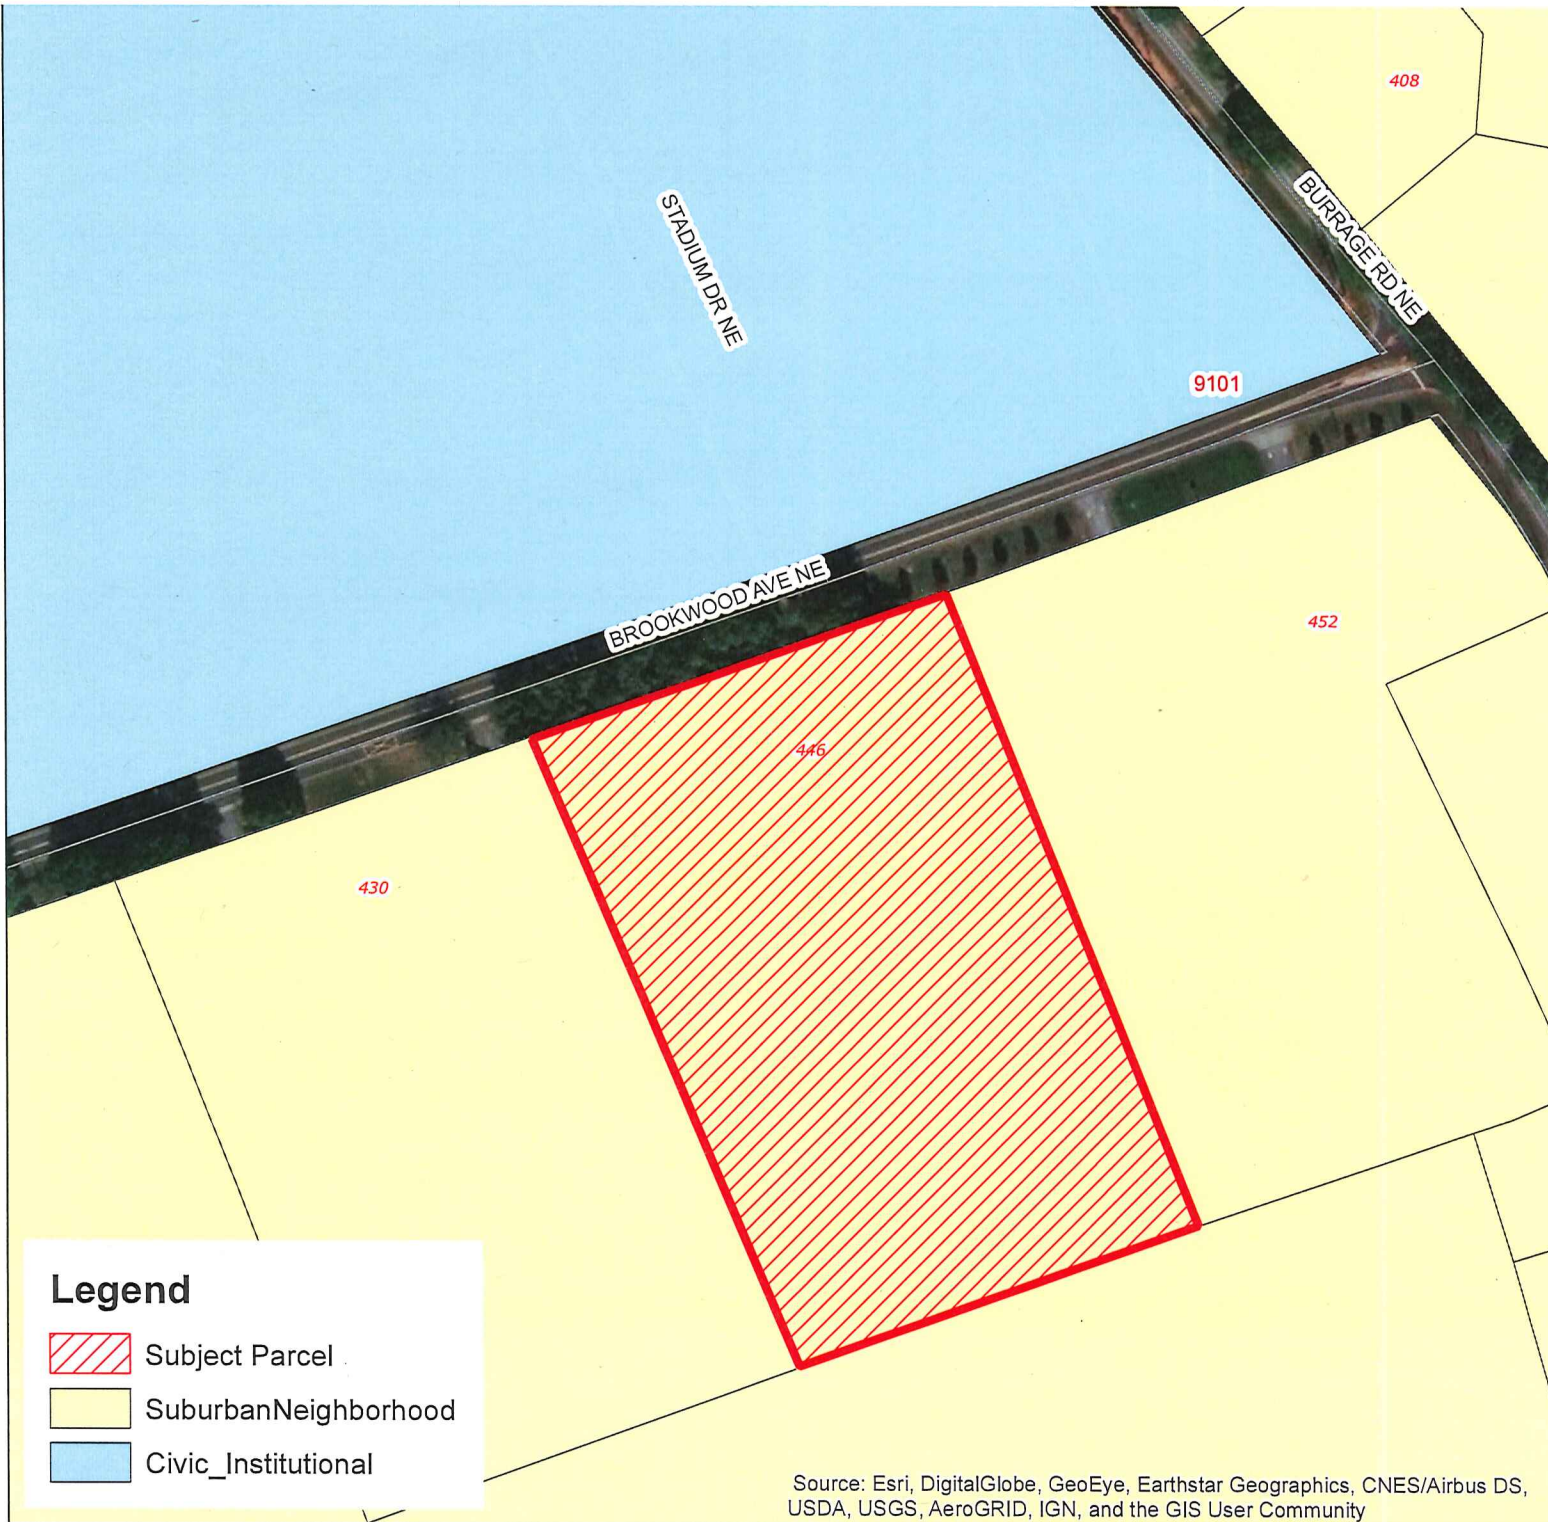 408
BURRAGE RD NE
STADIUM DR NE
9101
BROOKWOOD AVE NE
452
446
430
Legend
Subject Parcel
SuburbanNeighborhood
Civic_Institutional
Source: Esri, DigitalGlobe, GeoEye, Earthstar Geographics, CNES/Airbus DS,
USDA, USGS, AeroGRID, IGN, and the GIS User Community